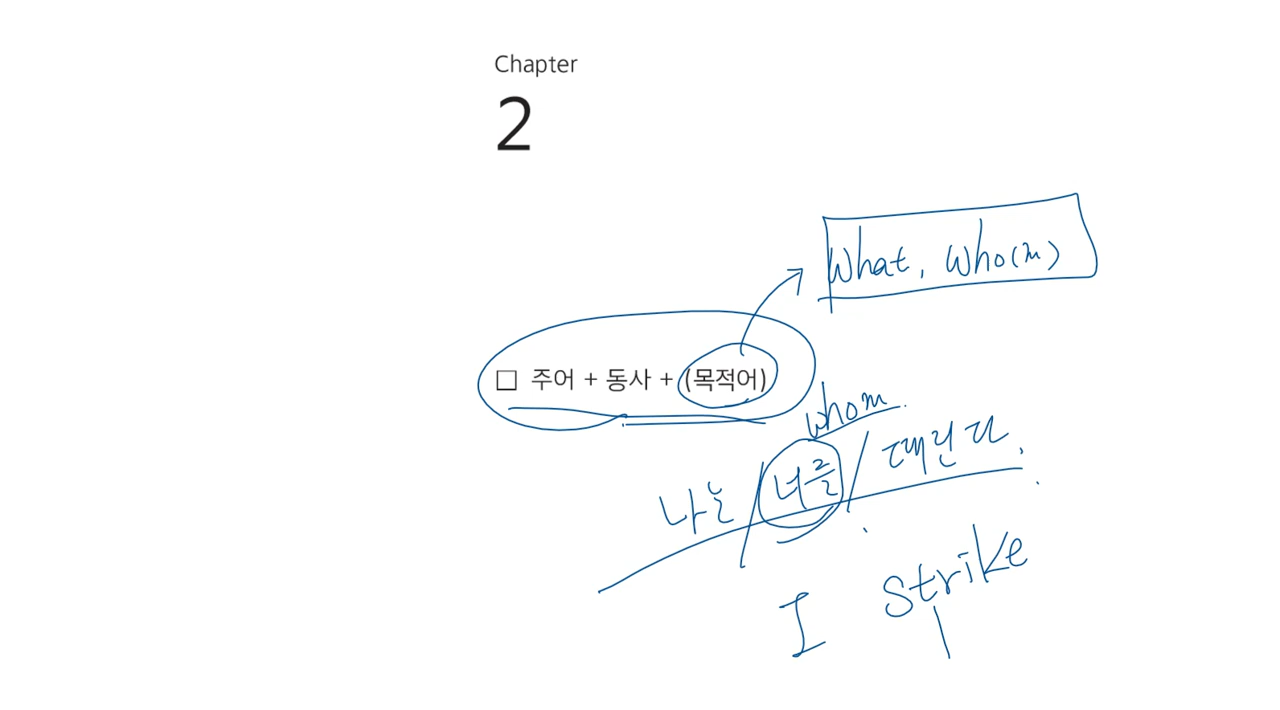 Chapter
2
What, Who(m)
□ 주어 + 동사 + (목적어)
whom.
나는 / 너를 / 때린다.
I strike